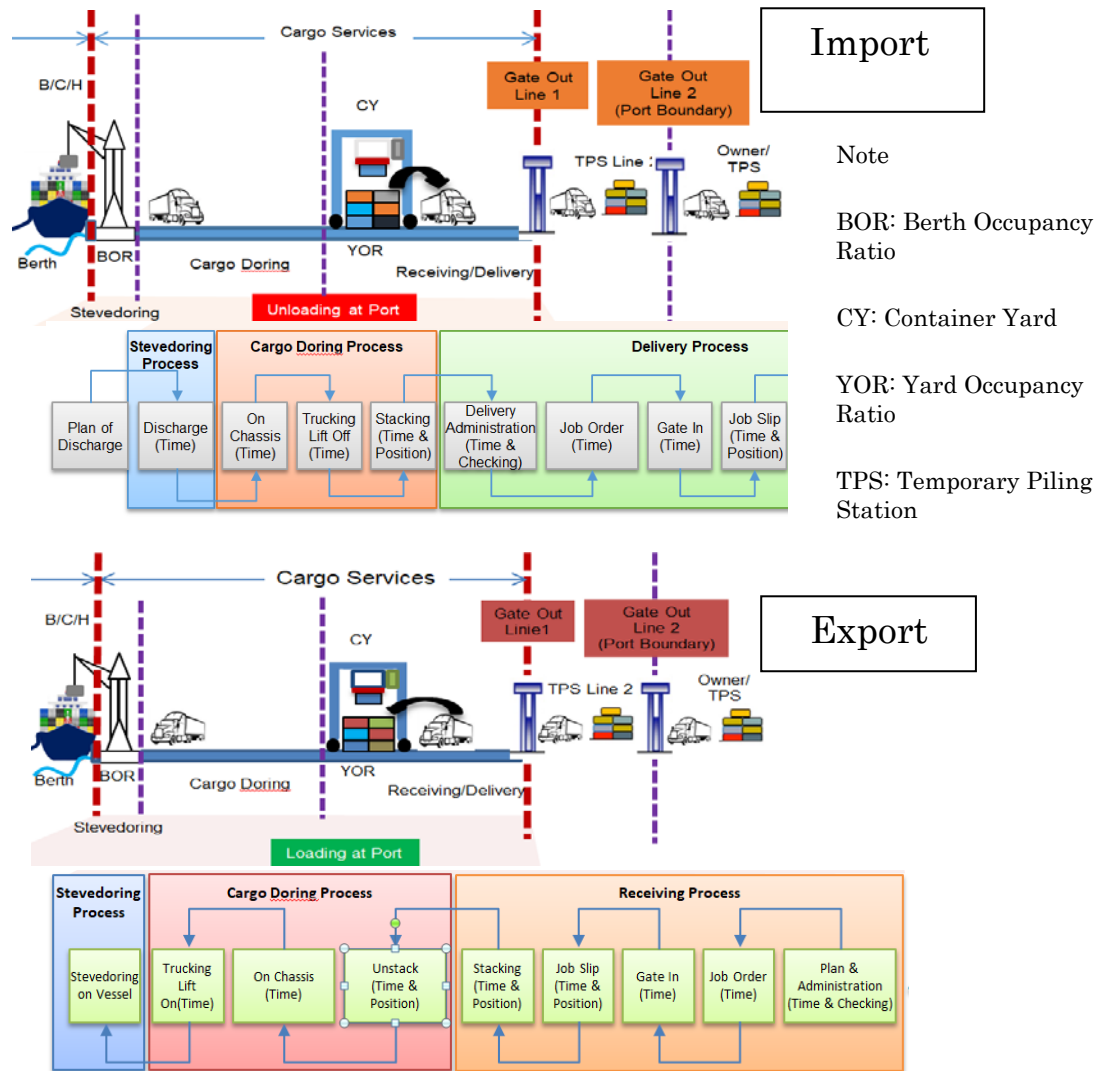 Cargo Services
Import
B/C/H
Gate Out
Line 1
Gate Out
Line 2
(Port Boundary)
CY
TPS Line
Owner/
TPS
Berth
BOR
Cargo Doring
YOR
Receiving/Delivery
Stevedoring
Unloading at Port
Note
BOR: Berth Occupancy
Ratio
CY: Container Yard
YOR: Yard Occupancy
Ratio
TPS: Temporary Piling
Station
Stevedoring
Process
Cargo Doring Process
Delivery Process
Plan of
Discharge
Discharge
(Time)
On
Chassis
(Time)
Trucking
Lift Off
(Time)
Stacking
(Time &
Position)
Delivery
Administration
(Time &
Checking)
Job Order
(Time)
Gate In
(Time)
Job Slip
(Time &
Position)
Cargo Services
Export
B/C/H
Gate Out
Linie1
Gate Out
Line 2
(Port Boundary)
CY
TPS Line 2
Owner/
TPS
Berth
BOR
Cargo Doring
YOR
Receiving/Delivery
Stevedoring
Loading at Port
Stevedoring
Process
Cargo Doring Process
Receiving Process
Stevedoring
on Vessel
Trucking
Lift
On(Time)
On Chassis
(Time)
Unstack
(Time &
Position)
Stacking
(Time &
Position)
Job Slip
(Time &
Position)
Gate In
(Time)
Job Order
(Time)
Plan &
Administration
(Time & Checking)